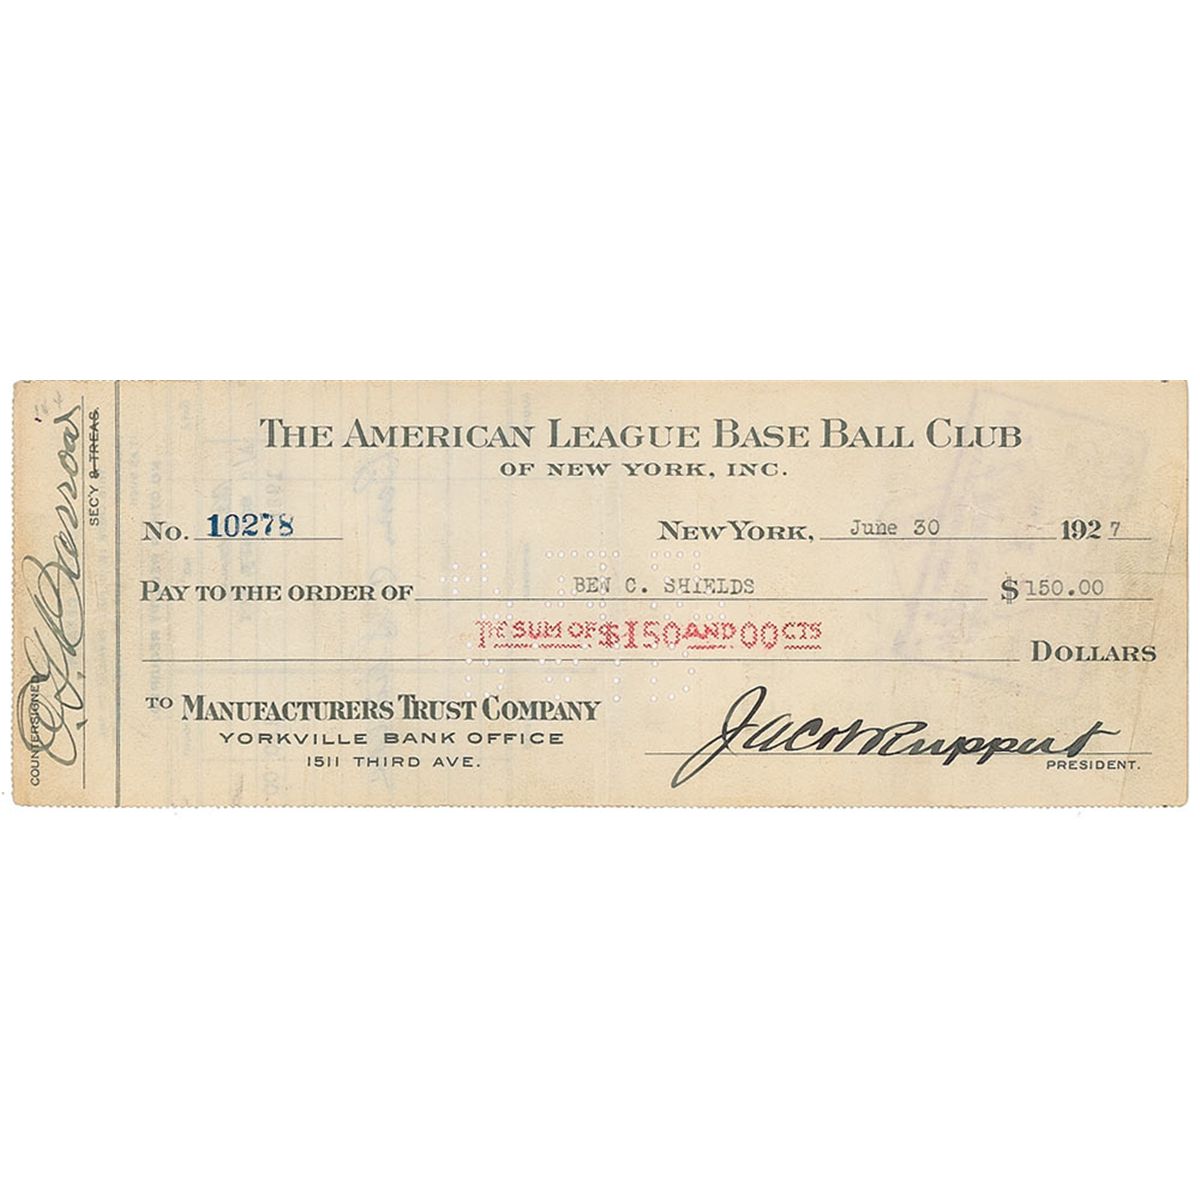 THE AMERICAN LEAGUE BASE BALL CLUB
OF NEW YORK, INC.
No. 10278
NEW YORK, June 30 1927
PAY TO THE ORDER OF BEN C. SHIELDS $150.00
THE SUM OF $150 AND 00 CTS
DOLLARS
TO MANUFACTURERS TRUST COMPANY
YORKVILLE BANK OFFICE
1511 THIRD AVE.
Jacob Ruppert
PRESIDENT.
COUNTERSIGNED
E G Barrow
SEC'Y & TREAS.